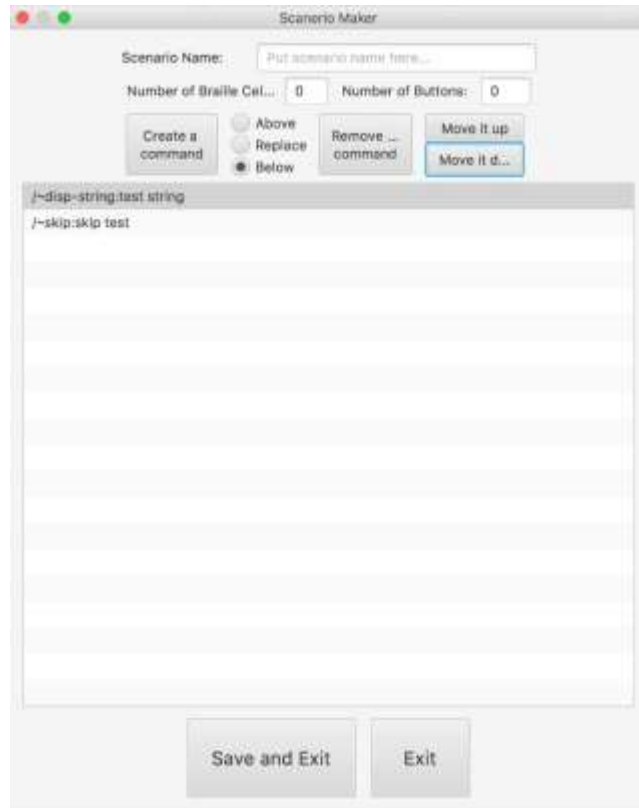 Scanerio Maker
Scenario Name: Put scenario name here...
Number of Braille Cel... 0 Number of Buttons: 0
Create a command
Above
Replace
Below
Remove ... command
Move It up
Move it d...
/~disp-string:test string
/~skip:skip test
Save and Exit Exit